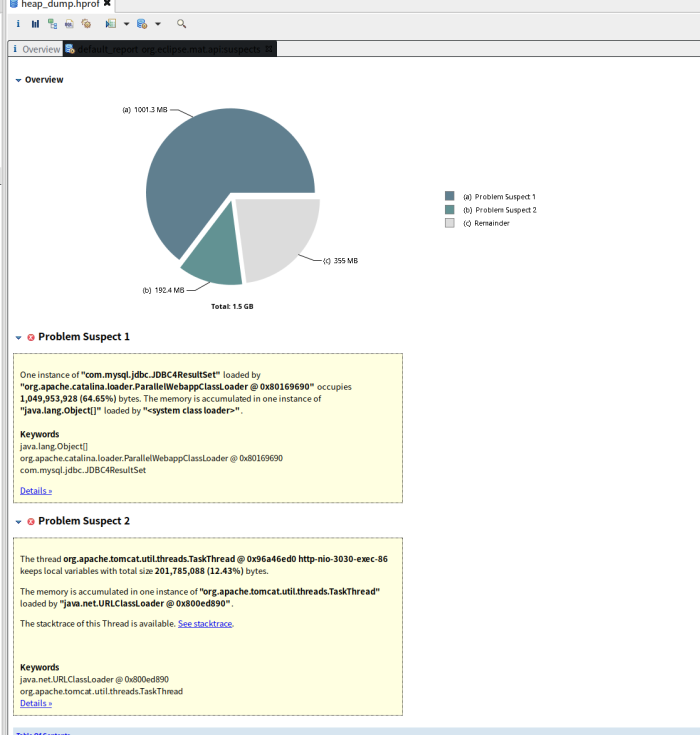 heap_dump.hprof
Overview default_report org.eclipse.mat.api:suspects
Overview
(a) 1001.3 MB
(a) Problem Suspect 1
(b) Problem Suspect 2
(c) Remainder
(c) 355 MB
(b) 192.4 MB
Total: 1.5 GB
Problem Suspect 1
One instance of "com.mysql.jdbc.JDBC4ResultSet" loaded by
"org.apache.catalina.loader.ParallelWebappClassLoader @ 0x80169690" occupies
1,049,953,928 (64.65%) bytes. The memory is accumulated in one instance of
"java.lang.Object[]" loaded by "<system class loader>".
Keywords
java.lang.Object[]
org.apache.catalina.loader.ParallelWebappClassLoader @ 0x80169690
com.mysql.jdbc.JDBC4ResultSet
Details »
Problem Suspect 2
The thread org.apache.tomcat.util.threads.TaskThread @ 0x96a46ed0 http-nio-3030-exec-86
keeps local variables with total size 201,785,088 (12.43%) bytes.
The memory is accumulated in one instance of "org.apache.tomcat.util.threads.TaskThread"
loaded by "java.net.URLClassLoader @ 0x800ed890".
The stacktrace of this Thread is available. See stacktrace.
Keywords
java.net.URLClassLoader @ 0x800ed890
org.apache.tomcat.util.threads.TaskThread
Details »
Table Of Contents